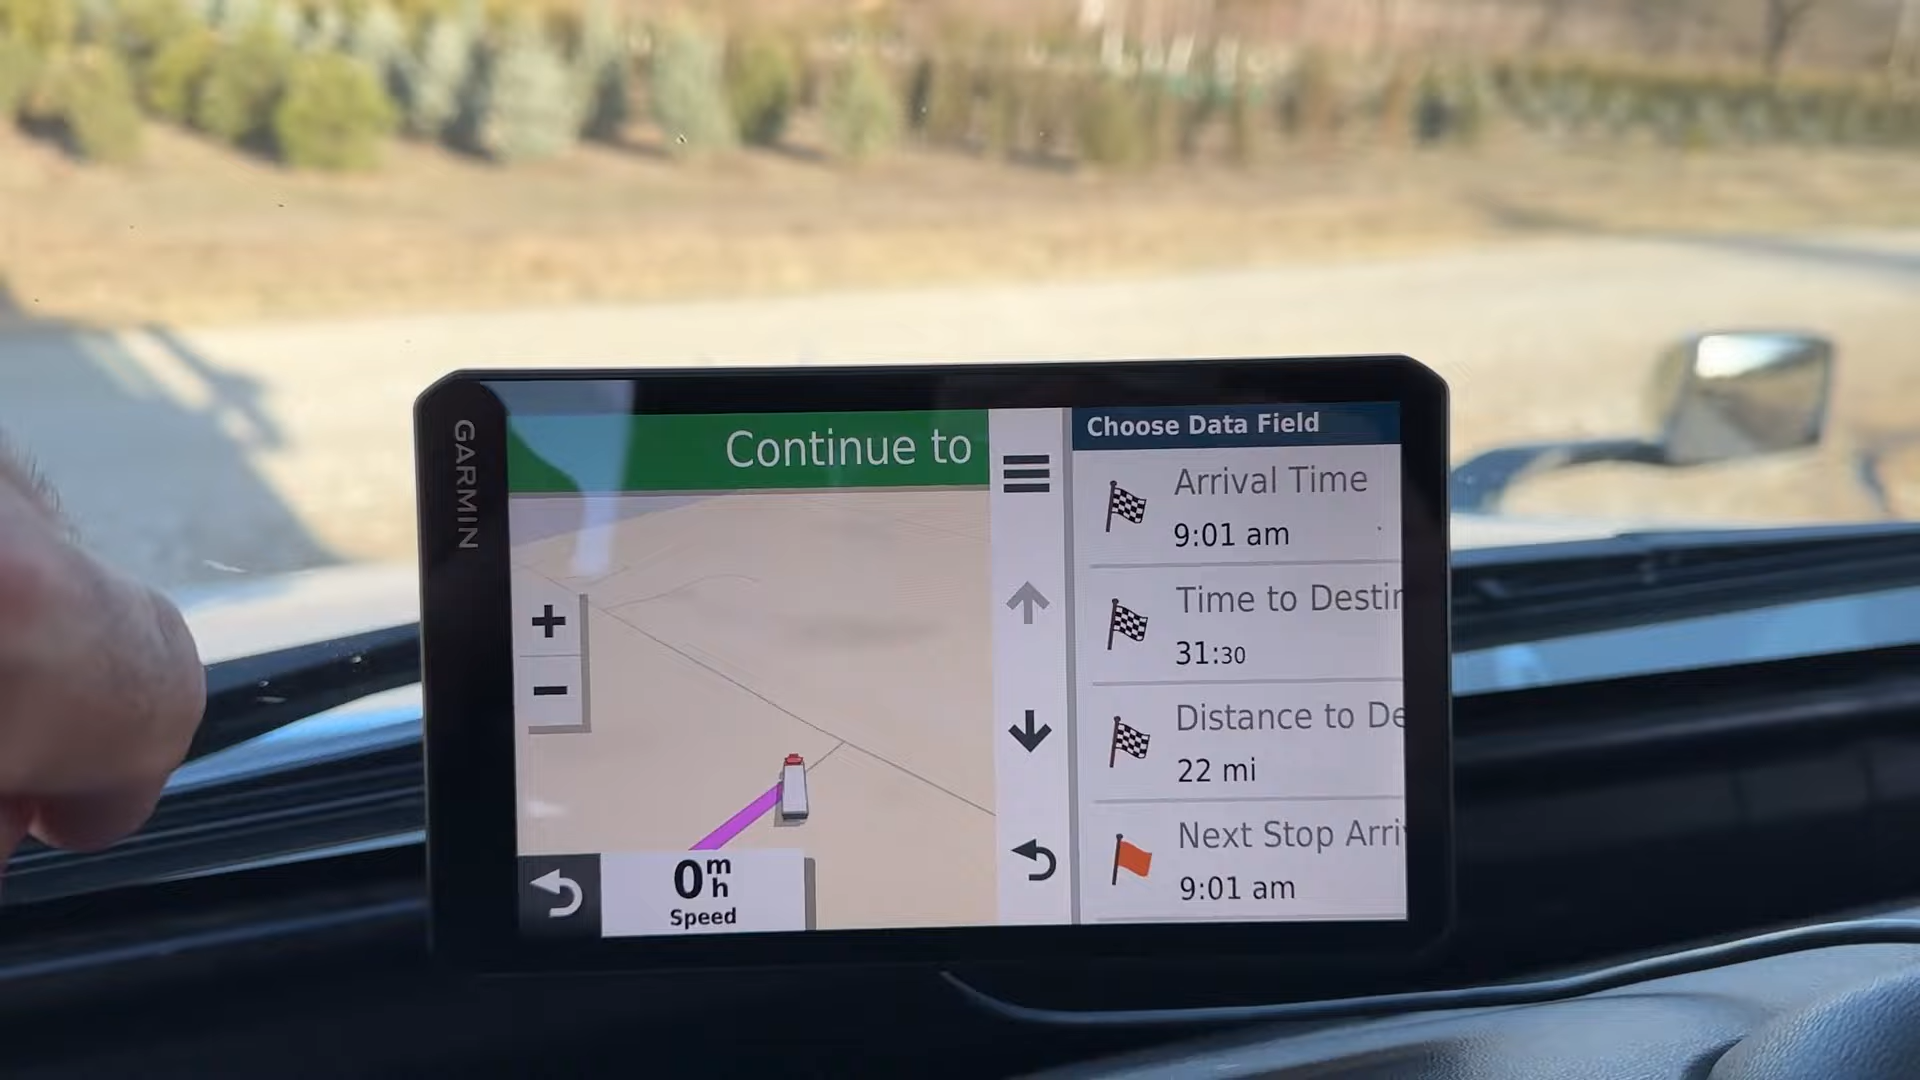 GARMIN
Continue to
+
−
0 mh
Speed
Choose Data Field
Arrival Time
9:01 am
Time to Destin
31:30
Distance to De
22 mi
Next Stop Arri
9:01 am